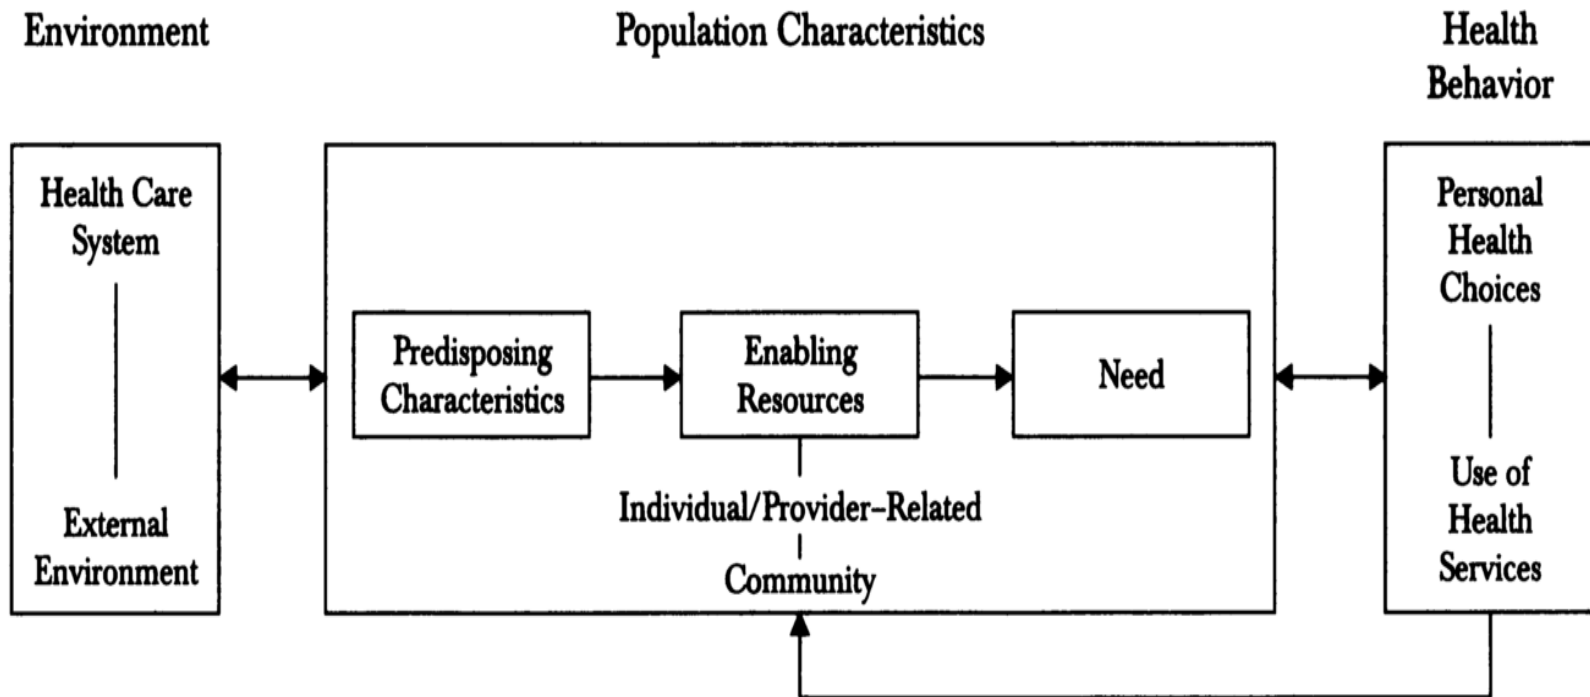 Environment
Population Characteristics
Health
Behavior
Health Care
System
External
Environment
Predisposing
Characteristics
Enabling
Resources
Need
Individual/Provider–Related
Community
Personal
Health
Choices
Use of
Health
Services